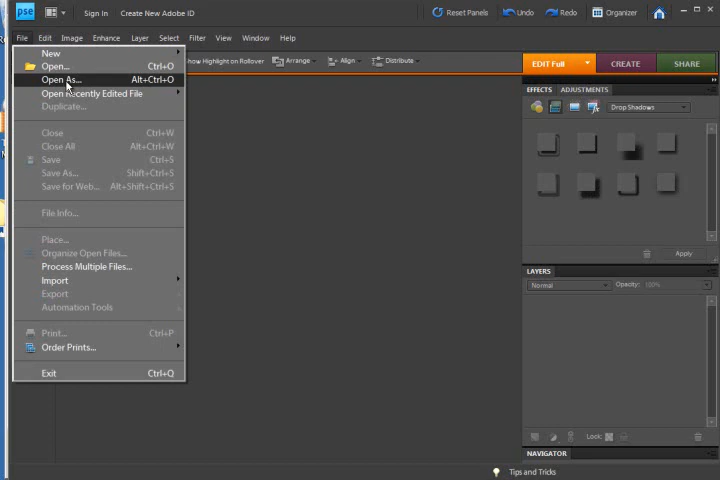 pse
Sign In
Create New Adobe ID
Reset Panels
Undo
Redo
Organizer
File
Edit
Image
Enhance
Layer
Select
Filter
View
Window
Help
how Highlight on Rollover
Arrange
Align
Distribute
EDIT Full
CREATE
SHARE
New
Open... Ctrl+O
Open As... Alt+Ctrl+O
Open Recently Edited File
Duplicate...
Close Ctrl+W
Close All Alt+Ctrl+W
Save Ctrl+S
Save As... Shift+Ctrl+S
Save for Web... Alt+Shift+Ctrl+S
File Info...
Place...
Organize Open Files...
Process Multiple Files...
Import
Export
Automation Tools
Print... Ctrl+P
Order Prints...
Exit Ctrl+Q
EFFECTS
ADJUSTMENTS
Drop Shadows
Apply
LAYERS
Normal
Opacity: 100%
Lock:
NAVIGATOR
Tips and Tricks